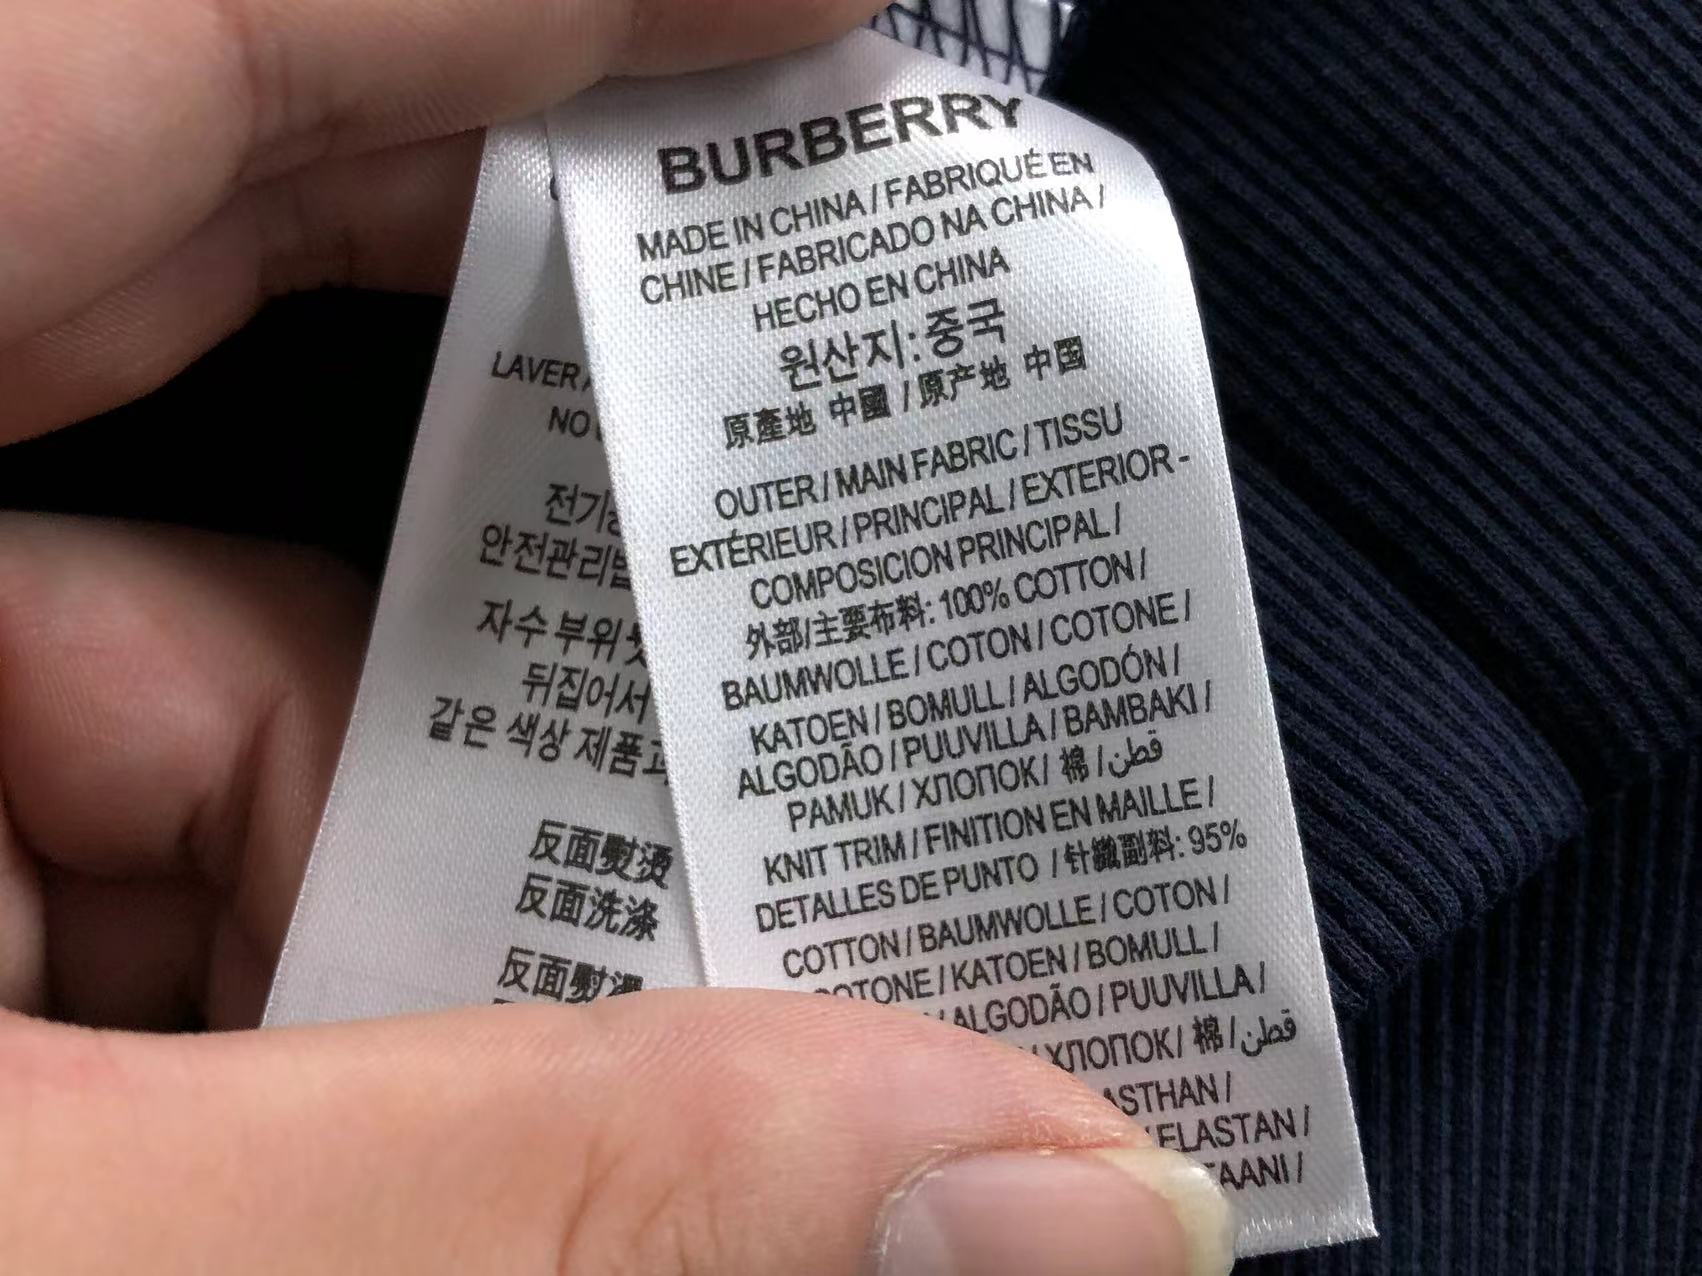 BURBERRY
MADE IN CHINA / FABRIQUÉ EN
CHINE / FABRICADO NA CHINA /
HECHO EN CHINA
원산지: 중국
原產地 中國 / 原产地 中国
OUTER / MAIN FABRIC / TISSU
EXTÉRIEUR / PRINCIPAL / EXTERIOR -
COMPOSICION PRINCIPAL /
外部/主要布料: 100% COTTON /
BAUMWOLLE / COTON / COTONE /
KATOEN / BOMULL / ALGODÓN /
ALGODÃO / PUUVILLA / BAMBAKI /
PAMUK / ХЛОПОК / 棉 / قطن
KNIT TRIM / FINITION EN MAILLE /
DETALLES DE PUNTO / 针織副料: 95%
COTTON / BAUMWOLLE / COTON /
/ KATOEN / BOMULL /
/ ALGODÃO / PUUVILLA /
/ ХЛОПОК / 棉 / قطن
/
/ ELASTAN /
/
LAVER
NO
전기
안전관리법
자수 부위
뒤집어서
같은 색상 제품과
反面熨烫
反面洗涤
反面熨